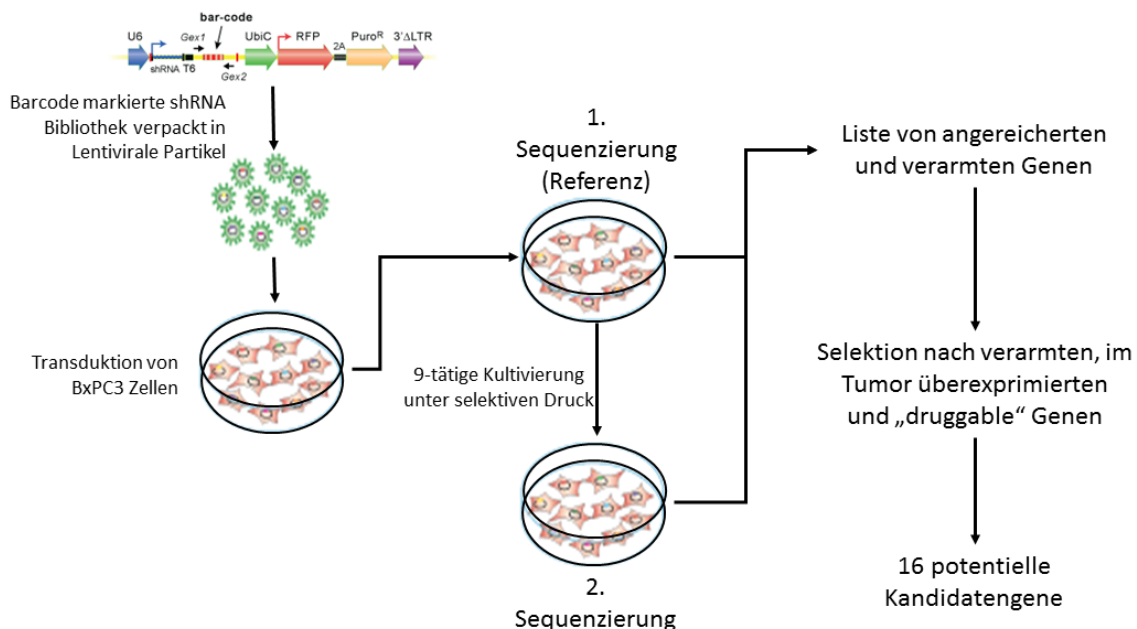 bar-code
U6 Gex1 UbiC RFP 2A PuroR 3'ΔLTR
shRNA T6 Gex2
Barcode markierte shRNA
Bibliothek verpackt in
Lentivirale Partikel
Transduktion von
BxPC3 Zellen
1.
Sequenzierung
(Referenz)
9-tätige Kultivierung
unter selektiven Druck
2.
Sequenzierung
Liste von angereicherten
und verarmten Genen
Selektion nach verarmten, im
Tumor überexprimierten
und „druggable“ Genen
16 potentielle
Kandidatengene